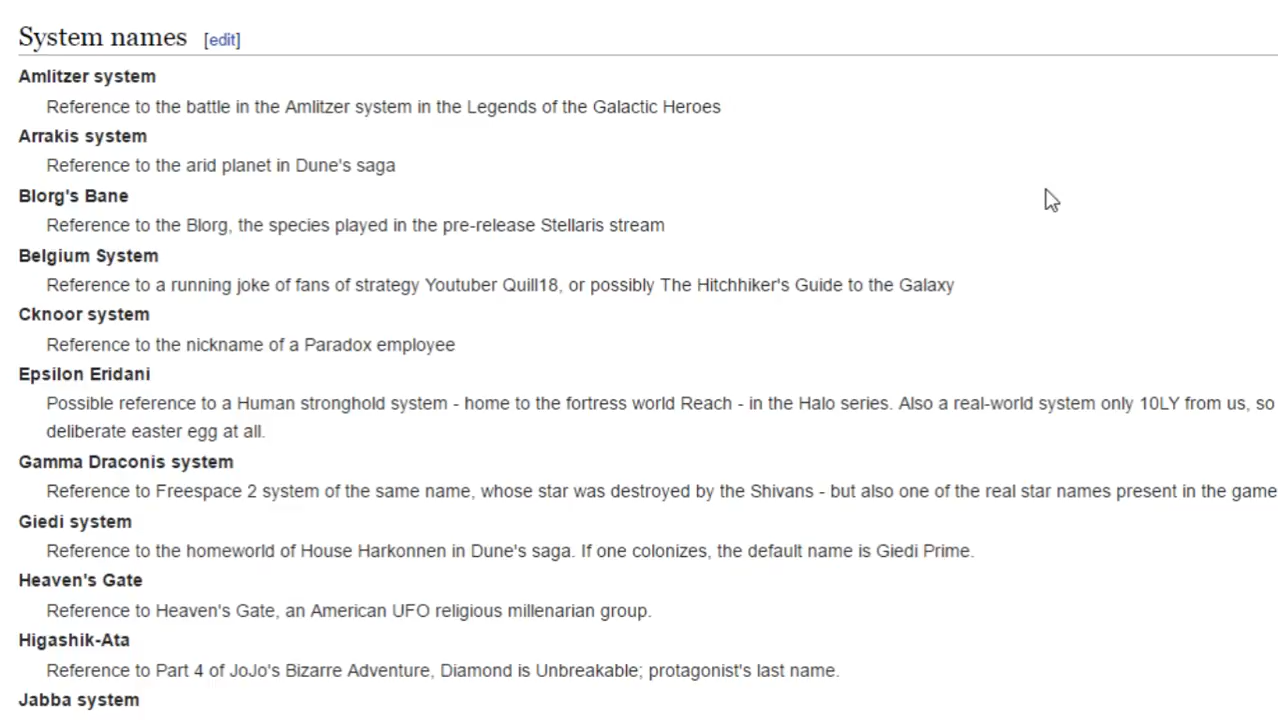 System names [edit]
Amlitzer system
Reference to the battle in the Amlitzer system in the Legends of the Galactic Heroes
Arrakis system
Reference to the arid planet in Dune's saga
Blorg's Bane
Reference to the Blorg, the species played in the pre-release Stellaris stream
Belgium System
Reference to a running joke of fans of strategy Youtuber Quill18, or possibly The Hitchhiker's Guide to the Galaxy
Cknoor system
Reference to the nickname of a Paradox employee
Epsilon Eridani
Possible reference to a Human stronghold system - home to the fortress world Reach - in the Halo series. Also a real-world system only 10LY from us, so
deliberate easter egg at all.
Gamma Draconis system
Reference to Freespace 2 system of the same name, whose star was destroyed by the Shivans - but also one of the real star names present in the game
Giedi system
Reference to the homeworld of House Harkonnen in Dune's saga. If one colonizes, the default name is Giedi Prime.
Heaven's Gate
Reference to Heaven's Gate, an American UFO religious millenarian group.
Higashik-Ata
Reference to Part 4 of JoJo's Bizarre Adventure, Diamond is Unbreakable; protagonist's last name.
Jabba system